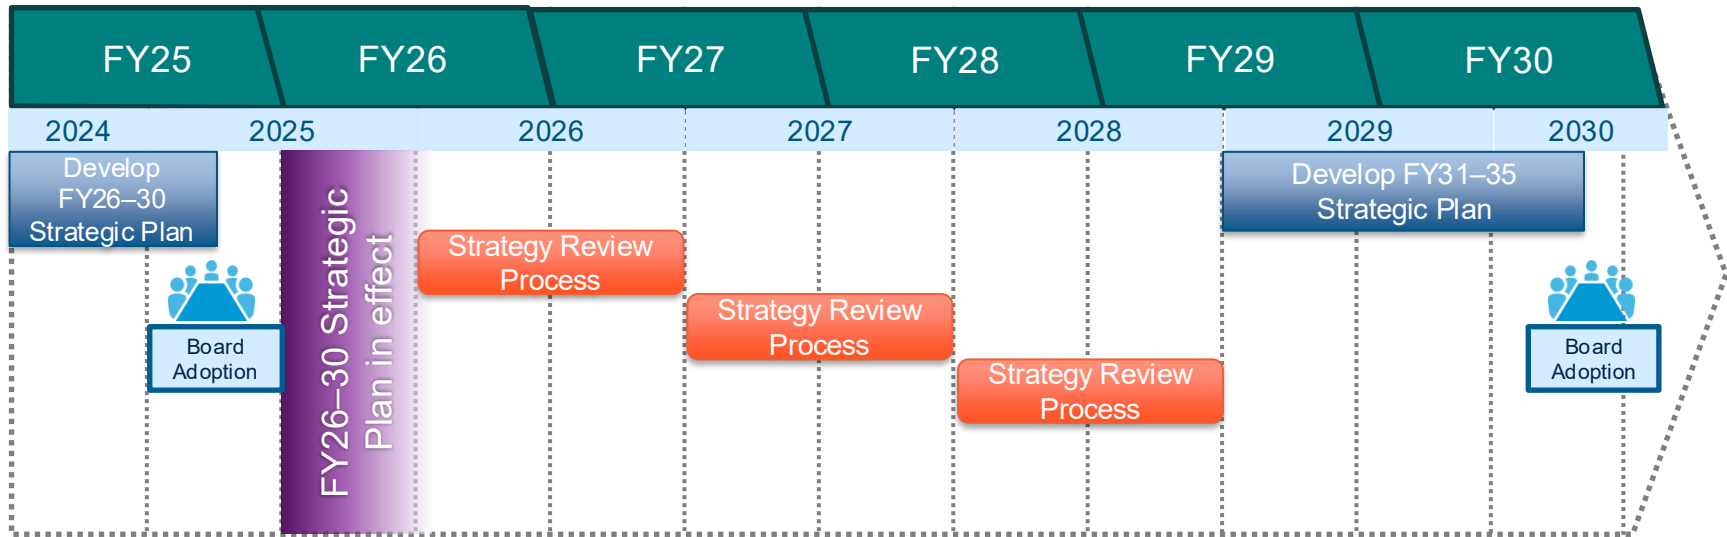 FY25
FY26
FY27
FY28
FY29
FY30
2024
2025
2026
2027
2028
2029
2030
Develop
FY26–30
Strategic Plan
Board
Adoption
FY26–30 Strategic
Plan in effect
Strategy Review
Process
Strategy Review
Process
Strategy Review
Process
Develop FY31–35
Strategic Plan
Board
Adoption